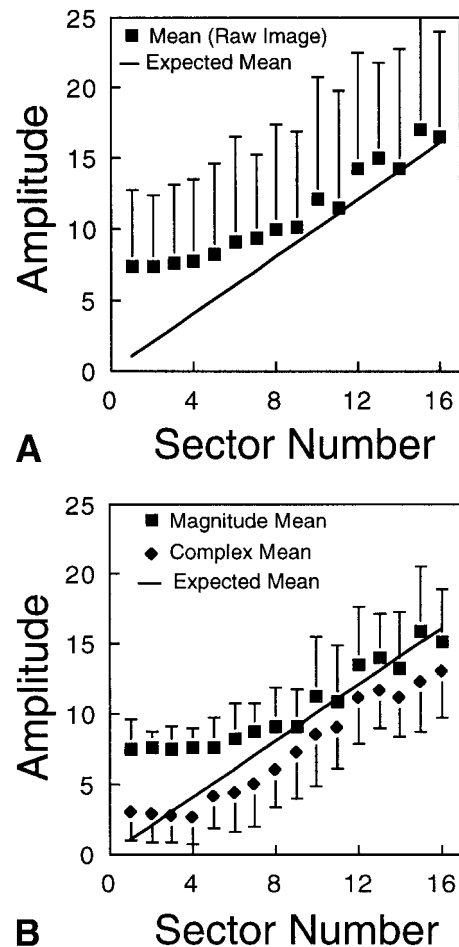 25
Mean (Raw Image)
Expected Mean
20
15
10
5
0
Amplitude
0 4 8 12 16
Sector Number
A
25
Magnitude Mean
Complex Mean
Expected Mean
20
15
10
5
0
Amplitude
0 4 8 12 16
Sector Number
B